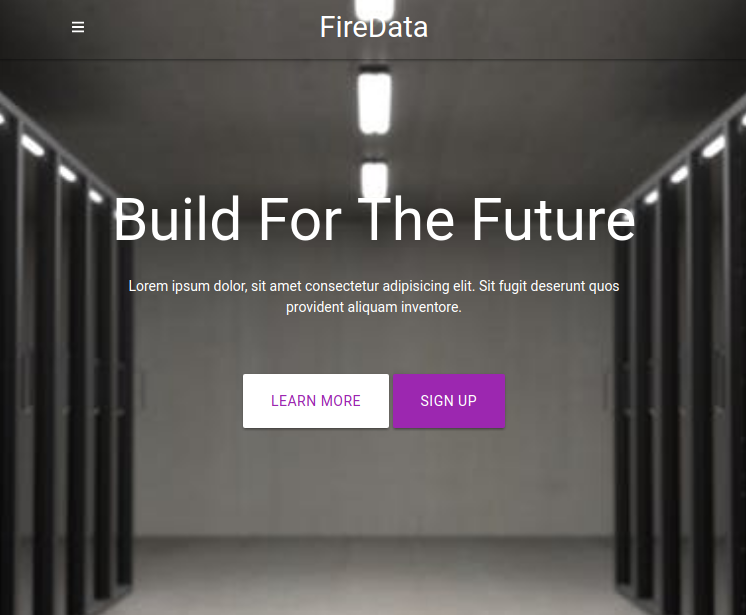 FireData
Build For The Future
Lorem ipsum dolor, sit amet consectetur adipisicing elit. Sit fugit deserunt quos
provident aliquam inventore.
LEARN MORE
SIGN UP